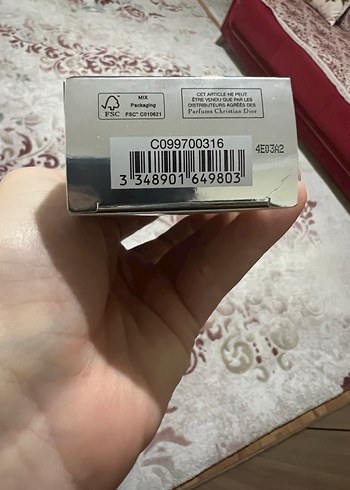 FSC
MIX
Packaging
FSC® C010621
CET ARTICLE NE PEUT
ÊTRE VENDU QUE PAR LES
DISTRIBUTEURS AGRÉÉS DES
Parfums Christian Dior
C099700316
4E03A2
3 348901 649803